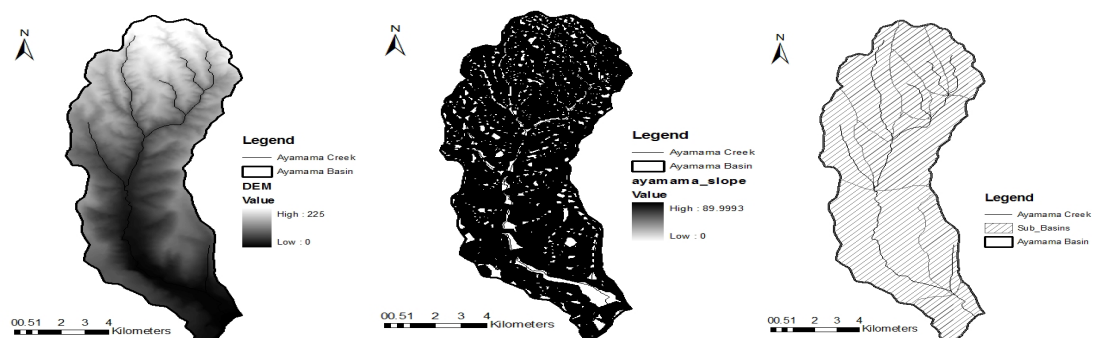 N
Legend
Ayamama Creek
Ayamama Basin
DEM
Value
High : 225
Low : 0
00.51 2 3 4
Kilometers
N
Legend
Ayamama Creek
Ayamama Basin
ayamama_slope
Value
High : 89.9993
Low : 0
00.51 2 3 4
Kilometers
N
Legend
Ayamama Creek
Sub_Basins
Ayamama Basin
00.51 2 3 4
Kilometers